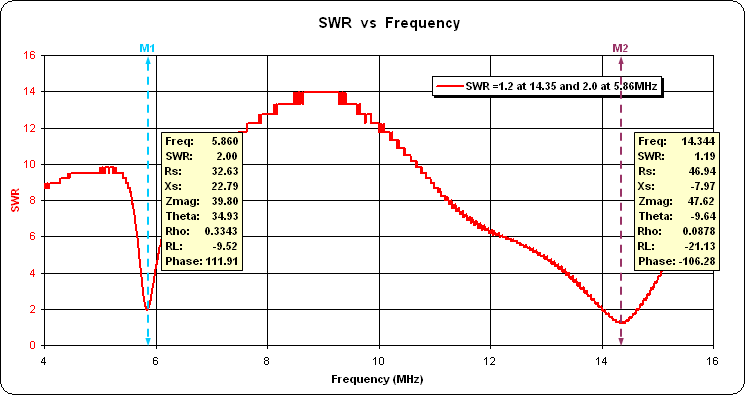 SWR vs Frequency
M1
M2
16
14
12
10
8
6
4
2
0
SWR
SWR =1.2 at 14.35 and 2.0 at 5.86MHz
Freq: 5.860
SWR: 2.00
Rs: 32.63
Xs: 22.79
Zmag: 39.80
Theta: 34.93
Rho: 0.3343
RL: -9.52
Phase: 111.91
Freq: 14.344
SWR: 1.19
Rs: 46.94
Xs: -7.97
Zmag: 47.62
Theta: -9.64
Rho: 0.0878
RL: -21.13
Phase: -106.28
4 6 8 10 12 14 16
Frequency (MHz)